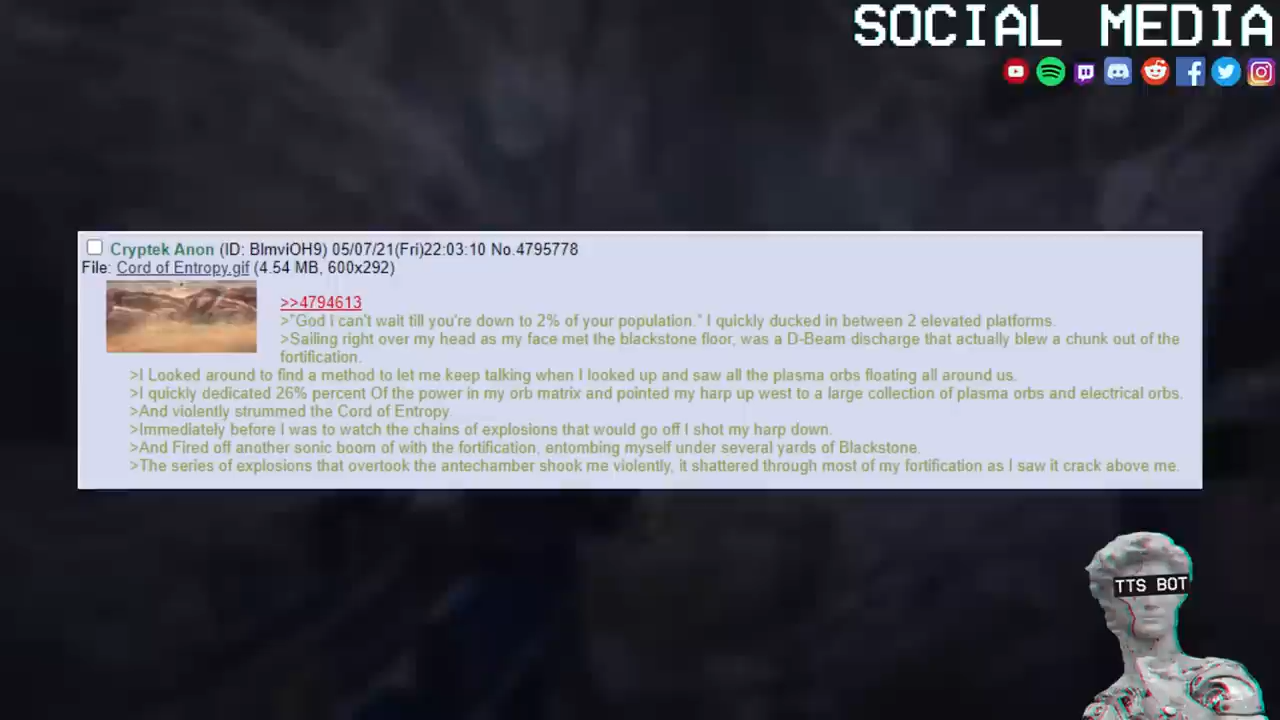 SOCIAL MEDIA
Cryptek Anon (ID: BlmviOH9) 05/07/21(Fri)22:03:10 No.4795778
File: Cord of Entropy.gif (4.54 MB, 600x292)
>>4794613
>"God I can't wait till you're down to 2% of your population." I quickly ducked in between 2 elevated platforms.
>Sailing right over my head as my face met the blackstone floor, was a D-Beam discharge that actually blew a chunk out of the
fortification.
>I Looked around to find a method to let me keep talking when I looked up and saw all the plasma orbs floating all around us.
>I quickly dedicated 26% percent Of the power in my orb matrix and pointed my harp up west to a large collection of plasma orbs and electrical orbs.
>And violently strummed the Cord of Entropy.
>Immediately before I was to watch the chains of explosions that would go off I shot my harp down.
>And Fired off another sonic boom of with the fortification, entombing myself under several yards of Blackstone.
>The series of explosions that overtook the antechamber shook me violently, it shattered through most of my fortification as I saw it crack above me.
TTS BOT